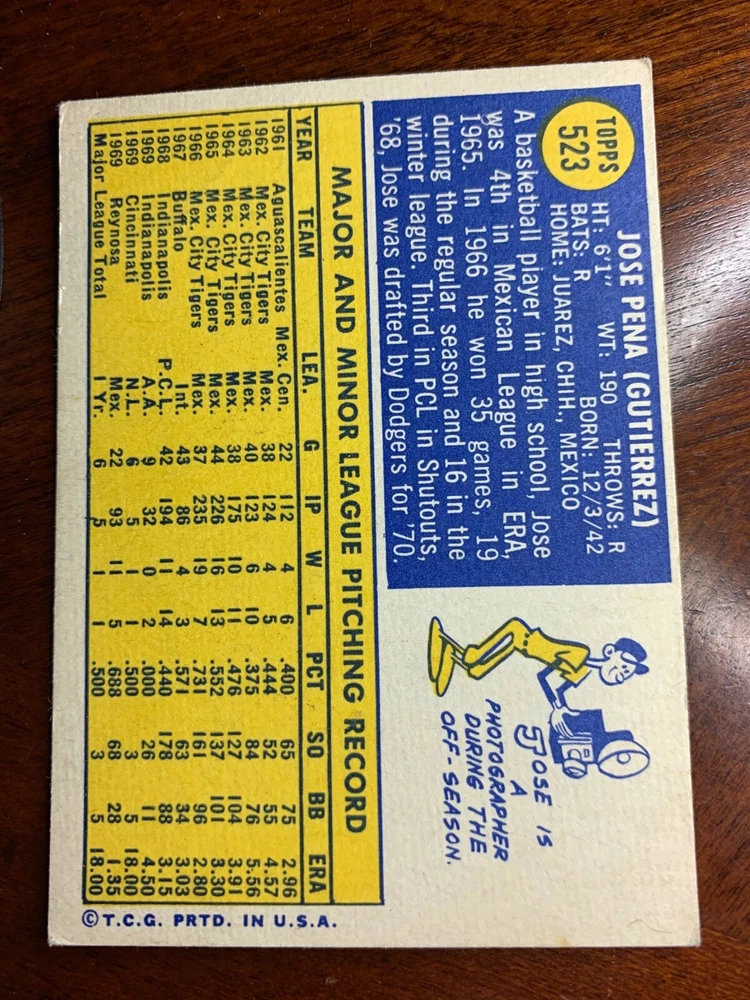 TOPPS
523
JOSE PENA (GUTIERREZ)
HT: 6'1" WT: 190 THROWS: R
BATS: R BORN: 12/3/42
HOME: JUAREZ, CHIH., MEXICO
A basketball player in high school, Jose
was 4th in Mexican League in ERA,
1965. In 1966 he won 35 games, 19
during the regular season and 16 in the
winter league. Third in PCL in Shutouts,
'68, Jose was drafted by Dodgers for '70.
JOSE IS
A
PHOTOGRAPHER
DURING THE
OFF-SEASON.
MAJOR AND MINOR LEAGUE PITCHING RECORD
YEAR TEAM LEA. G IP W L PCT SO BB ERA
1961 Aguascalientes Mex. Cen. 22 112 4 6 .400 65 75 2.96
1962 Mex. City Tigers Mex. 38 124 4 5 .444 52 55 4.57
1963 Mex. City Tigers Mex. 40 123 6 10 .375 84 76 5.56
1964 Mex. City Tigers Mex. 38 175 10 11 .476 127 104 3.91
1965 Mex. City Tigers Mex. 44 226 16 13 .552 137 101 3.30
1966 Mex. City Tigers Mex. 37 235 19 7 .731 161 96 2.80
1967 Buffalo Int. 43 86 4 3 .571 63 34 3.03
1968 Indianapolis P.C.L. 42 194 11 14 .440 178 88 3.15
1969 Indianapolis A.A. 9 32 0 2 .000 26 11 4.50
1969 Cincinnati N.L. 6 5 1 1 .500 3 5 18.00
1969 Reynosa Mex. 22 93 11 5 .688 68 28 1.35
Major League Total 1 Yr. 6 5 1 1 .500 3 5 18.00
©T.C.G. PRTD. IN U.S.A.